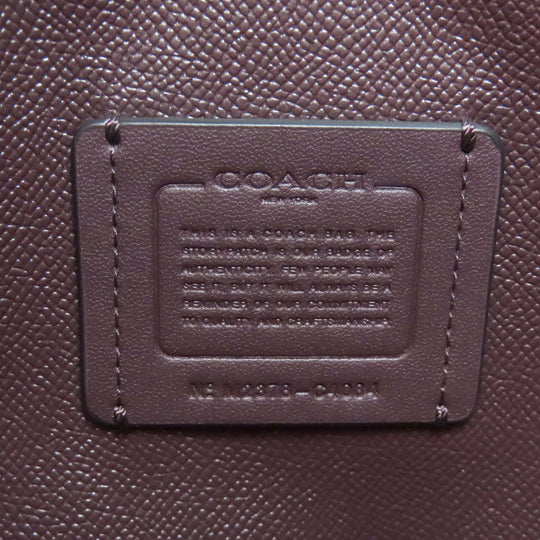 COACH
NEW YORK
THIS IS A COACH BAG. THE
STORYPATCH IS OUR BADGE OF
AUTHENTICITY. FEW PEOPLE MAY
SEE IT, BUT IT WILL ALWAYS BE A
REMINDER OF OUR COMMITMENT
TO QUALITY AND CRAFTSMANSHIP.